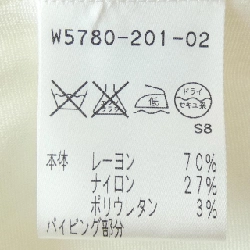 W5780-201-02
低
ドライ
セキユ系
S8
本体 レーヨン 70%
ナイロン 27%
ポリウレタン 3%
パイピング部分